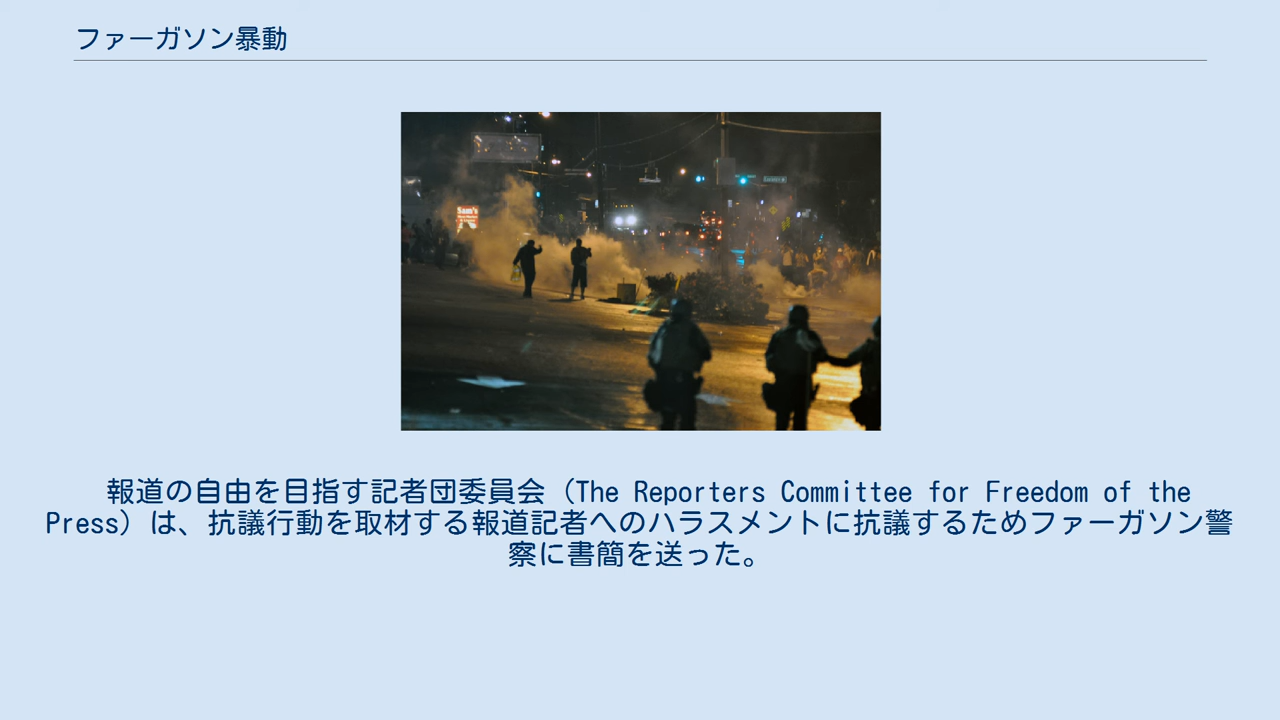 ファーガソン暴動
Sam's
報道の自由を目指す記者団委員会（The Reporters Committee for Freedom of the
Press）は、抗議行動を取材する報道記者へのハラスメントに抗議するためファーガソン警
察に書簡を送った。